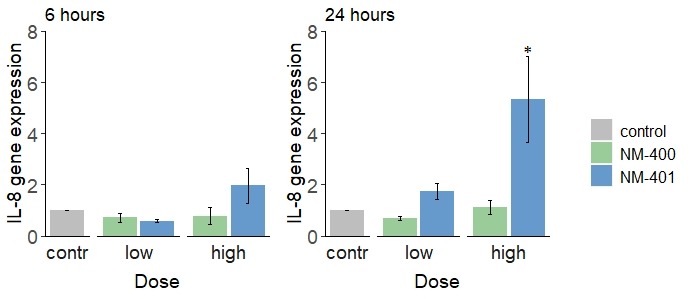 6 hours
IL-8 gene expression
8
6
4
2
0
contr low high
Dose
24 hours
IL-8 gene expression
8
6
4
2
0
*
contr low high
Dose
control
NM-400
NM-401